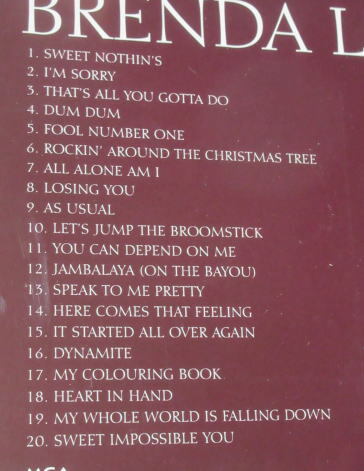 BRENDA L
1. SWEET NOTHIN'S
2. I'M SORRY
3. THAT'S ALL YOU GOTTA DO
4. DUM DUM
5. FOOL NUMBER ONE
6. ROCKIN' AROUND THE CHRISTMAS TREE
7. ALL ALONE AM I
8. LOSING YOU
9. AS USUAL
10. LET'S JUMP THE BROOMSTICK
11. YOU CAN DEPEND ON ME
12. JAMBALAYA (ON THE BAYOU)
13. SPEAK TO ME PRETTY
14. HERE COMES THAT FEELING
15. IT STARTED ALL OVER AGAIN
16. DYNAMITE
17. MY COLOURING BOOK
18. HEART IN HAND
19. MY WHOLE WORLD IS FALLING DOWN
20. SWEET IMPOSSIBLE YOU